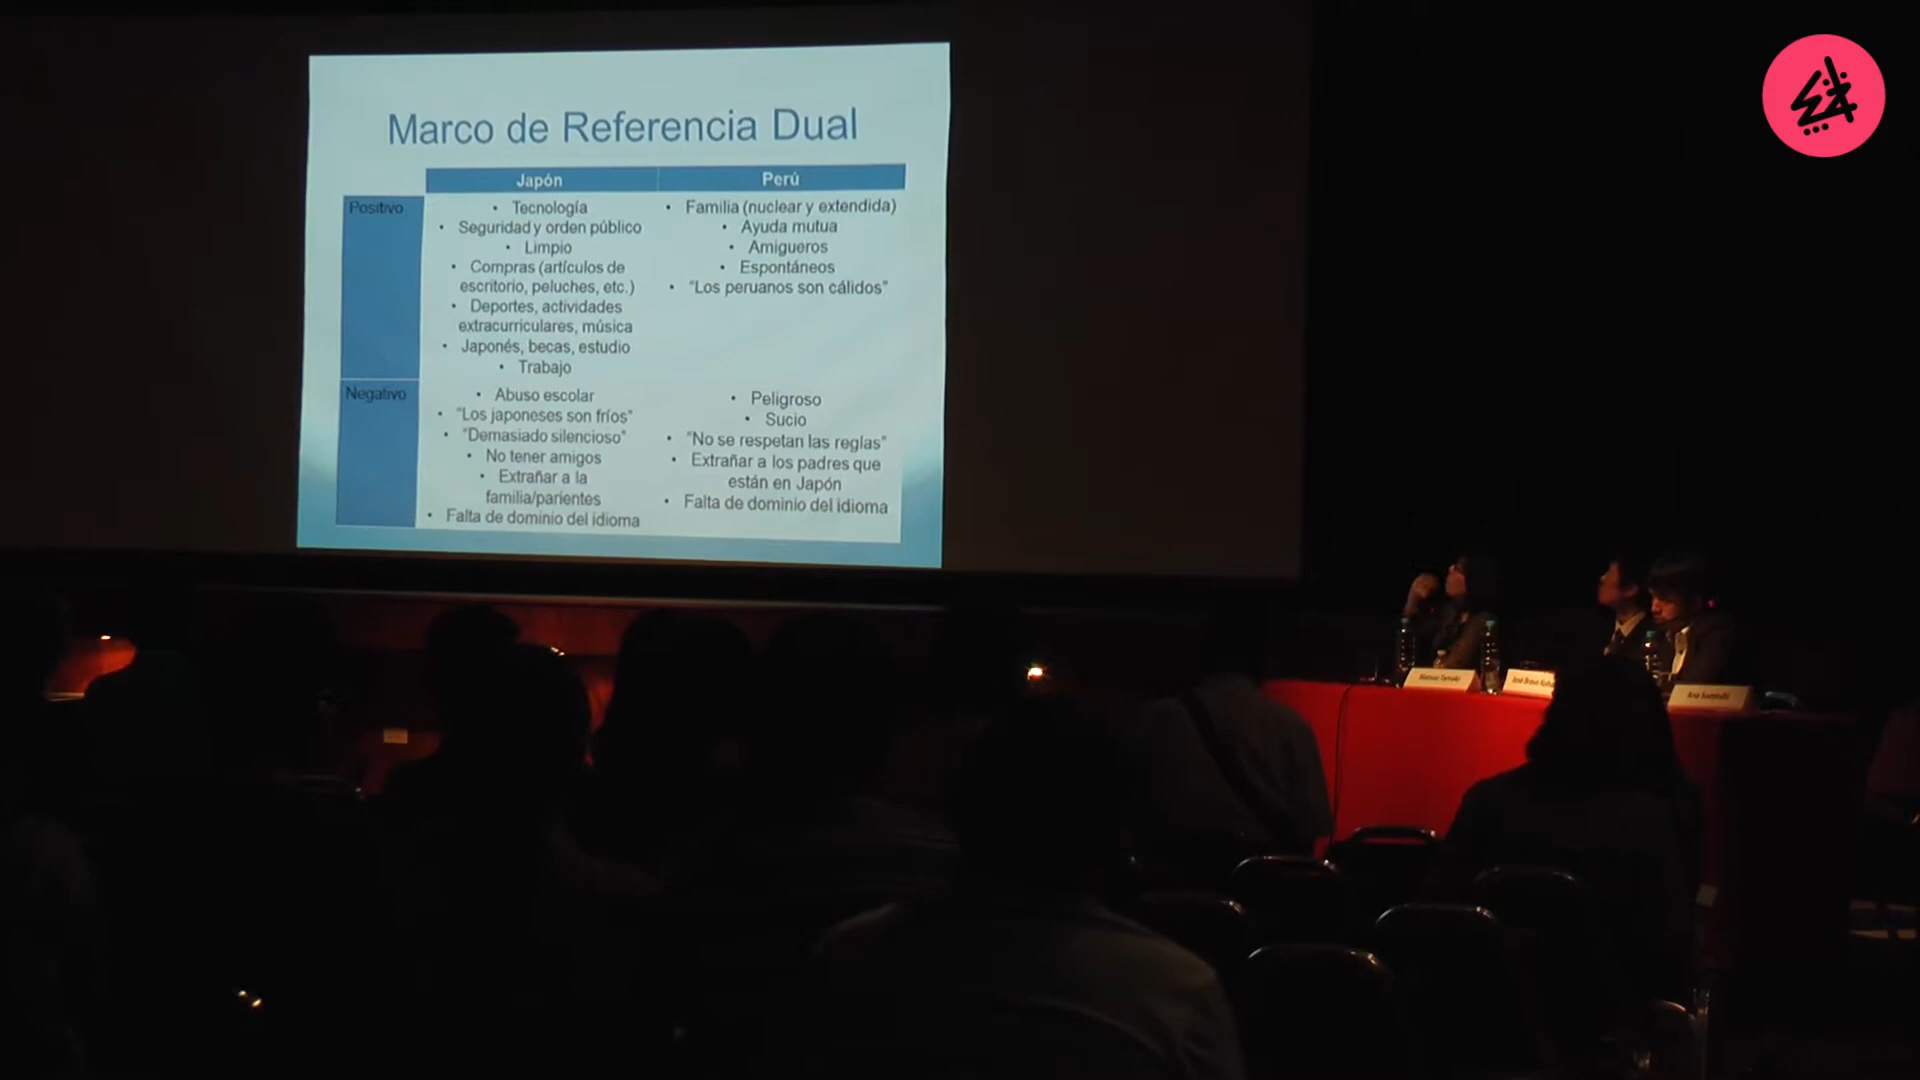 Marco de Referencia Dual
Japón
Perú
Positivo
• Tecnología
• Seguridad y orden público
• Limpio
• Compras (artículos de
escritorio, peluches, etc.)
• Deportes, actividades
extracurriculares, música
• Japonés, becas, estudio
• Trabajo
• Familia (nuclear y extendida)
• Ayuda mutua
• Amigueros
• Espontáneos
• "Los peruanos son cálidos"
Negativo
• Abuso escolar
• "Los japoneses son fríos"
• "Demasiado silencioso"
• No tener amigos
• Extrañar a la
familia/parientes
• Falta de dominio del idioma
• Peligroso
• Sucio
• "No se respetan las reglas"
• Extrañar a los padres que
están en Japón
• Falta de dominio del idioma
José Bravo
Ana